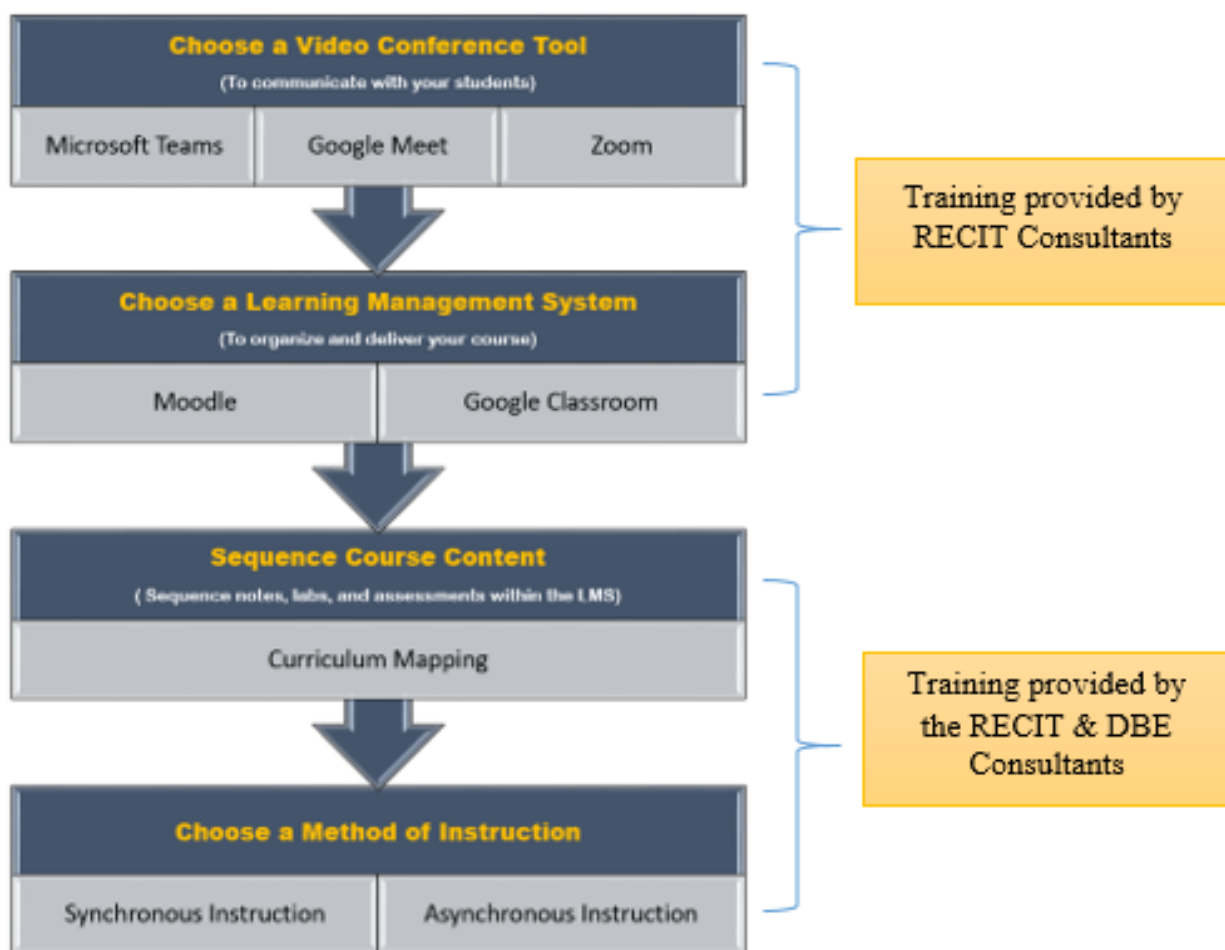 Choose a Video Conference Tool
(To communicate with your students)
Microsoft Teams
Google Meet
Zoom
Training provided by
RECIT Consultants
Choose a Learning Management System
(To organize and deliver your course)
Moodle
Google Classroom
Sequence Course Content
( Sequence notes, labs, and assessments within the LMS)
Curriculum Mapping
Training provided by
the RECIT & DBE
Consultants
Choose a Method of Instruction
Synchronous Instruction
Asynchronous Instruction